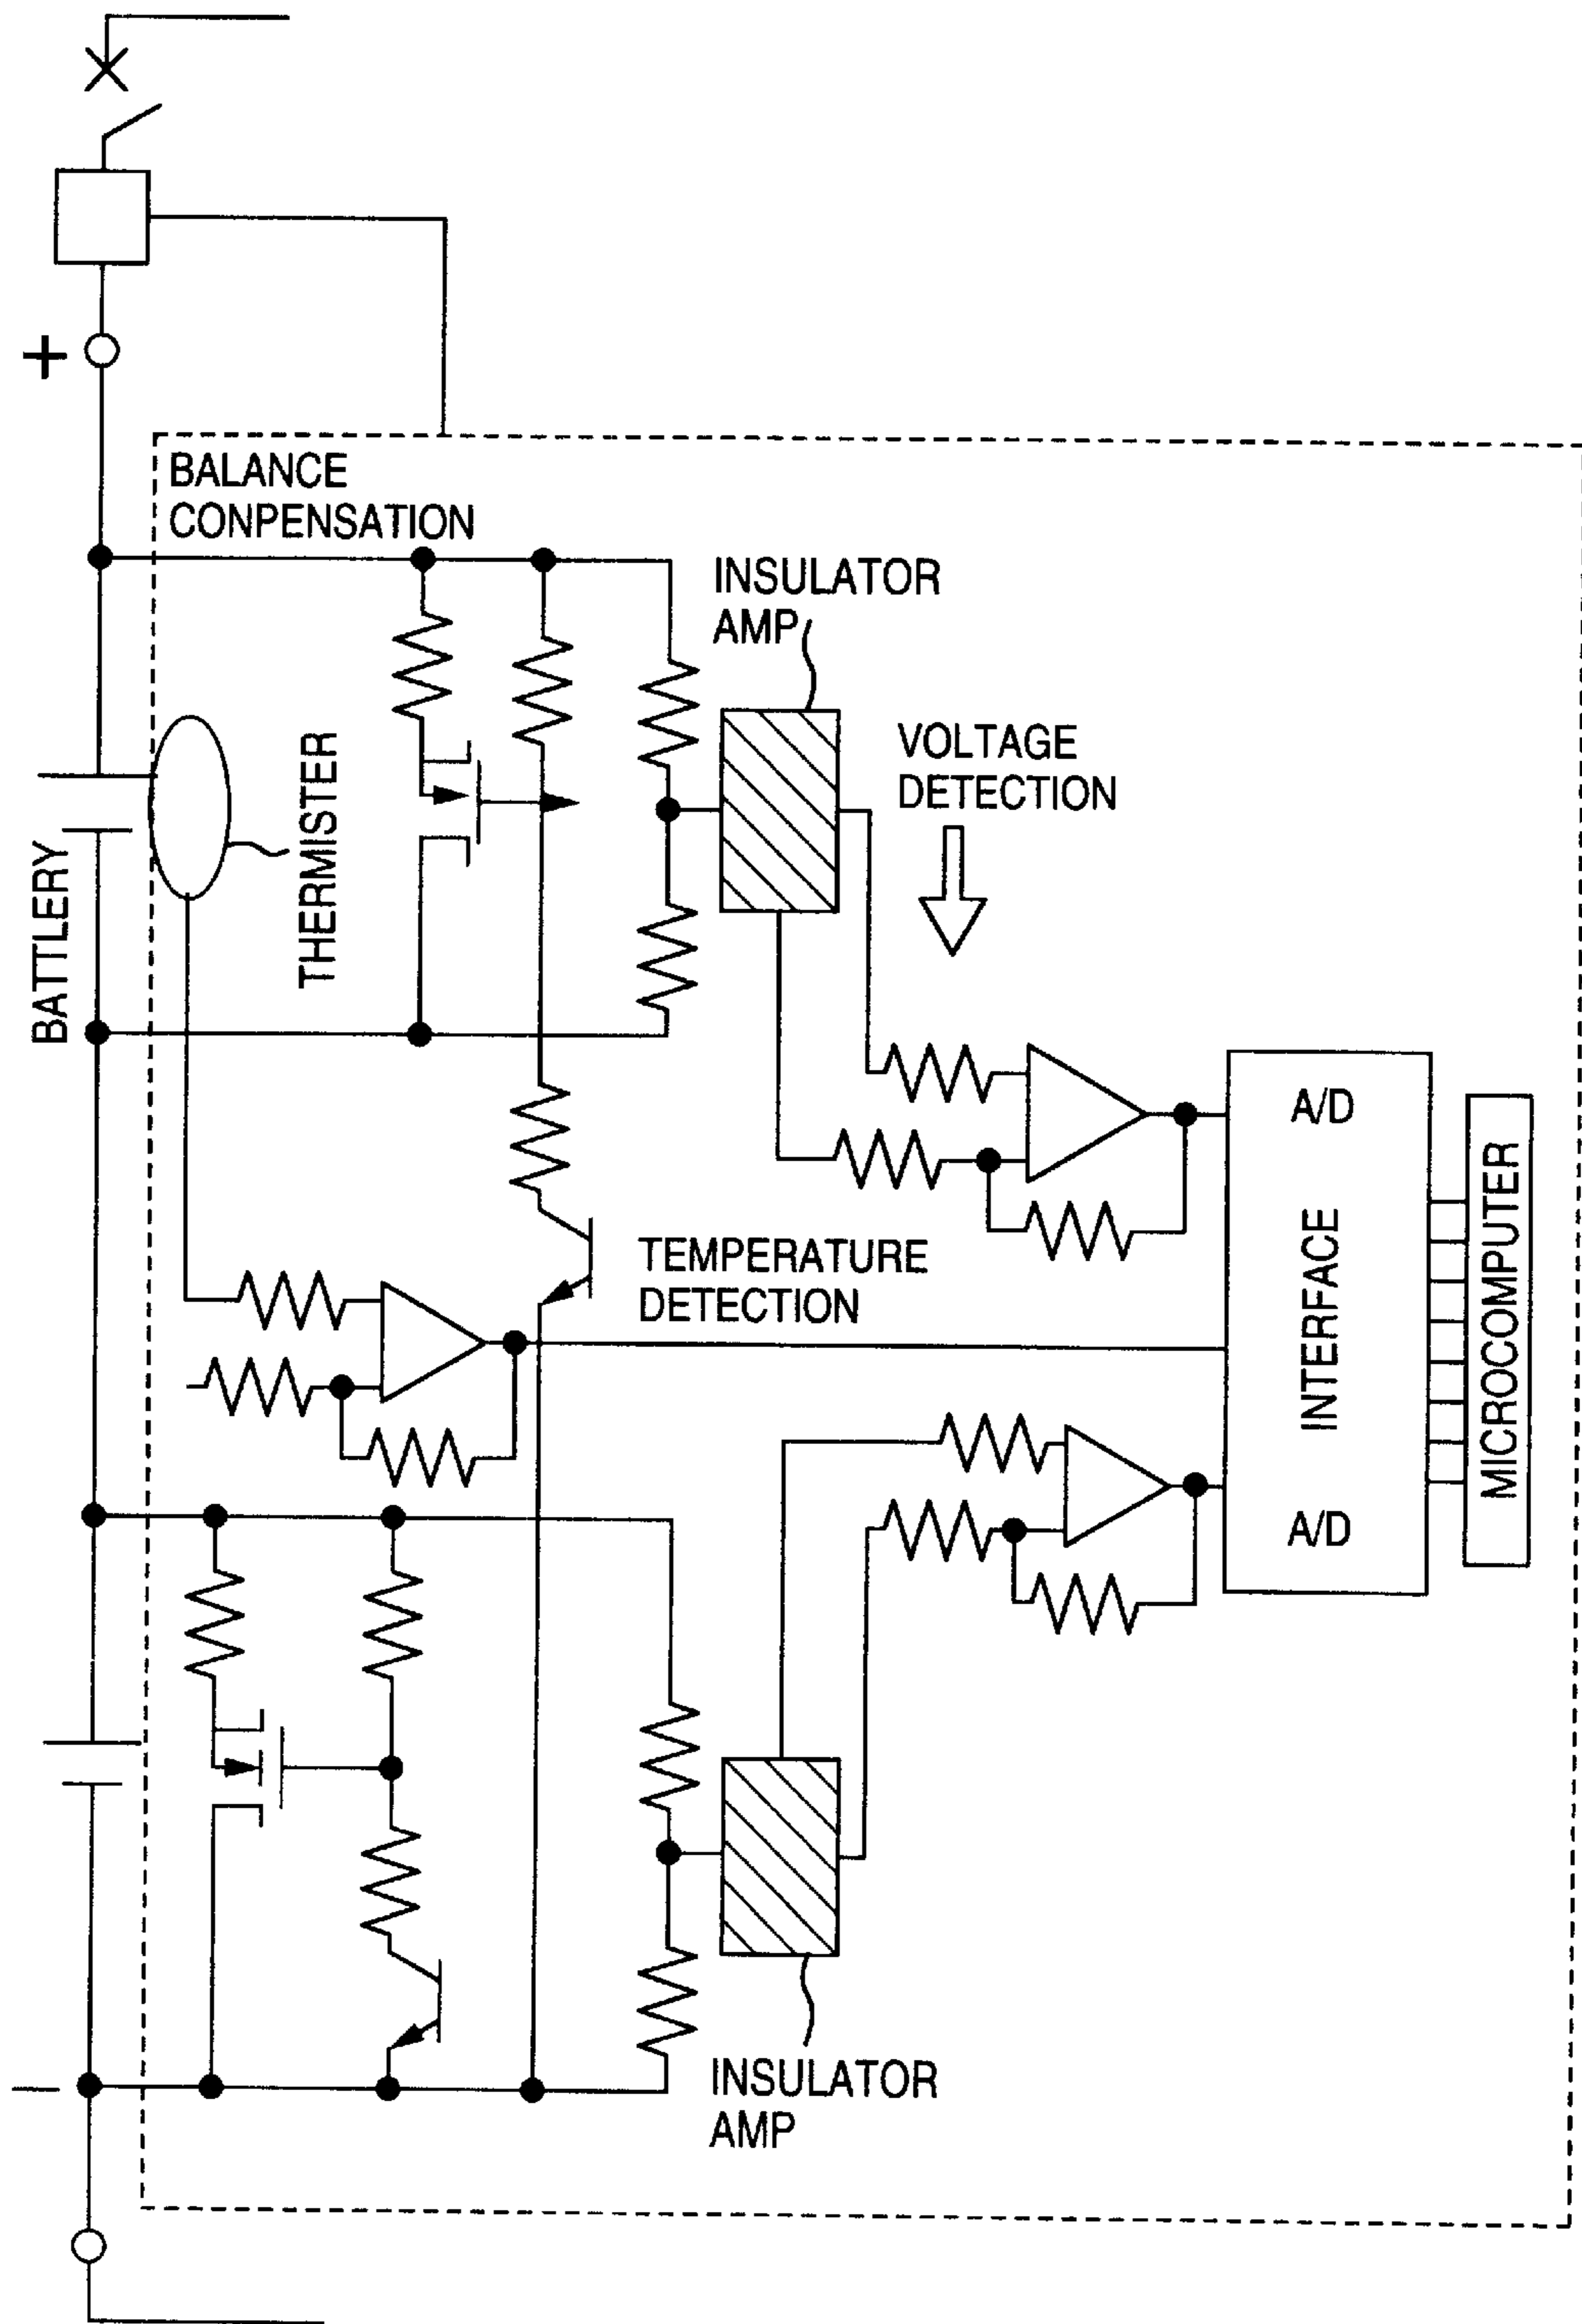 +
BALANCE
CONPENSATION
INSULATOR
AMP
VOLTAGE
DETECTION
THERMISTER
BATTLERY
A/D
TEMPERATURE
DETECTION
INTERFACE
MICROCOMPUTER
A/D
−
INSULATOR
AMP